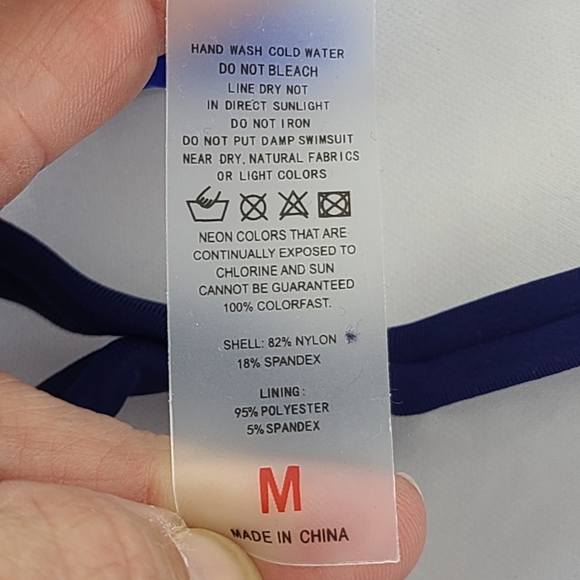 HAND WASH COLD WATER
DO NOT BLEACH
LINE DRY NOT
IN DIRECT SUNLIGHT
DO NOT IRON
DO NOT PUT DAMP SWIMSUIT
NEAR DRY, NATURAL FABRICS
OR LIGHT COLORS
NEON COLORS THAT ARE
CONTINUALLY EXPOSED TO
CHLORINE AND SUN
CANNOT BE GUARANTEED
100% COLORFAST.
SHELL: 82% NYLON
18% SPANDEX
LINING:
95% POLYESTER
5% SPANDEX
M
MADE IN CHINA